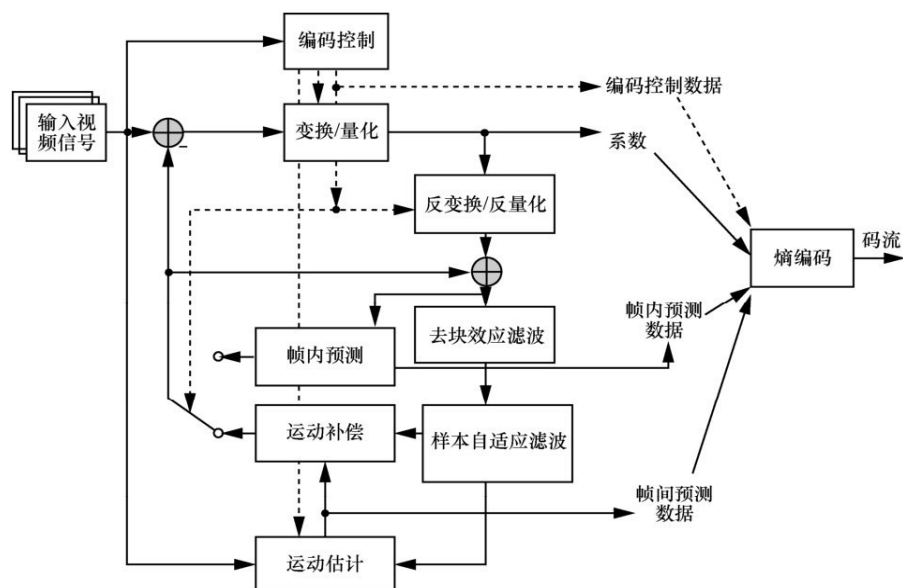 编码控制
编码控制数据
输入视
频信号
变换/量化
系数
反变换/反量化
码流
熵编码
帧内预测
数据
去块效应滤波
帧内预测
运动补偿
样本自适应滤波
帧间预测
数据
运动估计